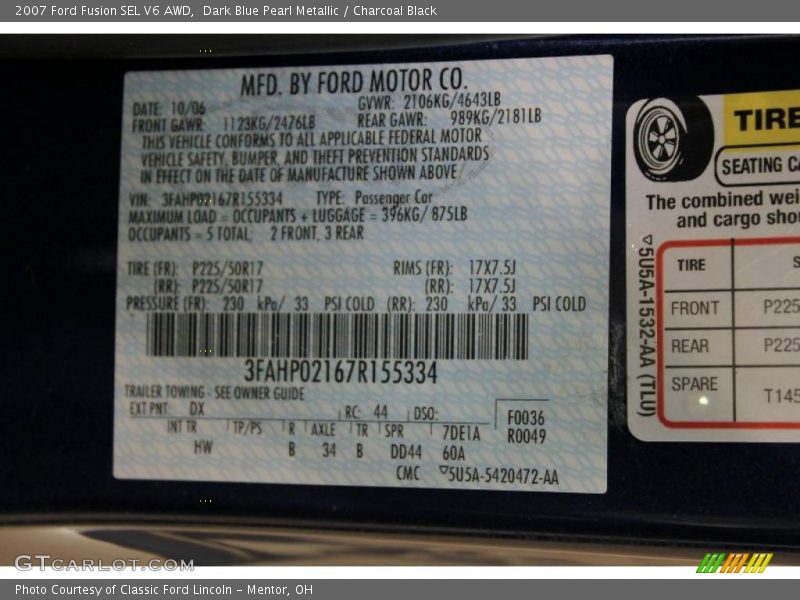 2007 Ford Fusion SEL V6 AWD,  Dark Blue Pearl Metallic / Charcoal Black
MFD. BY FORD MOTOR CO.
DATE: 10/06 GVWR: 2106KG/4643LB
FRONT GAWR: 1123KG/2476LB REAR GAWR: 989KG/2181LB
THIS VEHICLE CONFORMS TO ALL APPLICABLE FEDERAL MOTOR
VEHICLE SAFETY, BUMPER, AND THEFT PREVENTION STANDARDS
IN EFFECT ON THE DATE OF MANUFACTURE SHOWN ABOVE
VIN: 3FAHP02167R155334 TYPE: Passenger Car
MAXIMUM LOAD = OCCUPANTS + LUGGAGE = 396KG/ 875LB
OCCUPANTS = 5 TOTAL; 2 FRONT, 3 REAR
TIRE (FR): P225/50R17 RIMS (FR): 17X7.5J
(RR): P225/50R17 (RR): 17X7.5J
PRESSURE (FR): 230 kPa/ 33 PSI COLD (RR): 230 kPa/ 33 PSI COLD
3FAHP02167R155334
TRAILER TOWING - SEE OWNER GUIDE
EXT PNT DX RC: 44 DSO: F0036
INT TR TP/PS R AXLE TR SPR 7DE1A R0049
HW B 34 B DD44 60A
CMC 5U5A-5420472-AA
TIRE
SEATING CA
The combined wei
and cargo sho
5U5A-1532-AA (TLU)
TIRE S
FRONT P225
REAR P225
SPARE T145
GTCARLOT.COM
Photo Courtesy of Classic Ford Lincoln - Mentor, OH